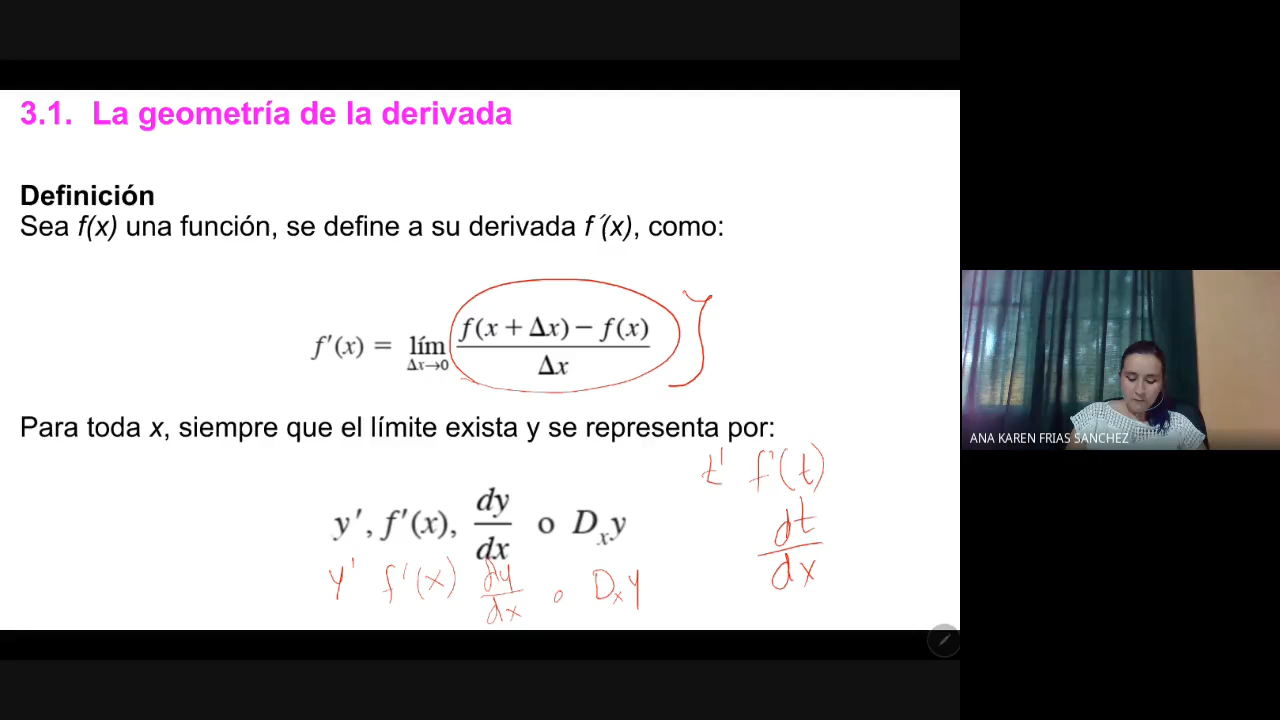 3.1. La geometría de la derivada
Definición
Sea f(x) una función, se define a su derivada f´(x), como:
f'(x) = lím Δx→0 f(x + Δx) − f(x) / Δx
Para toda x, siempre que el límite exista y se representa por:
t' f'(t)
y', f'(x), dy/dx o Dxy
dt/dx
y' f'(x) dy/dx o Dxy
ANA KAREN FRIAS SANCHEZ